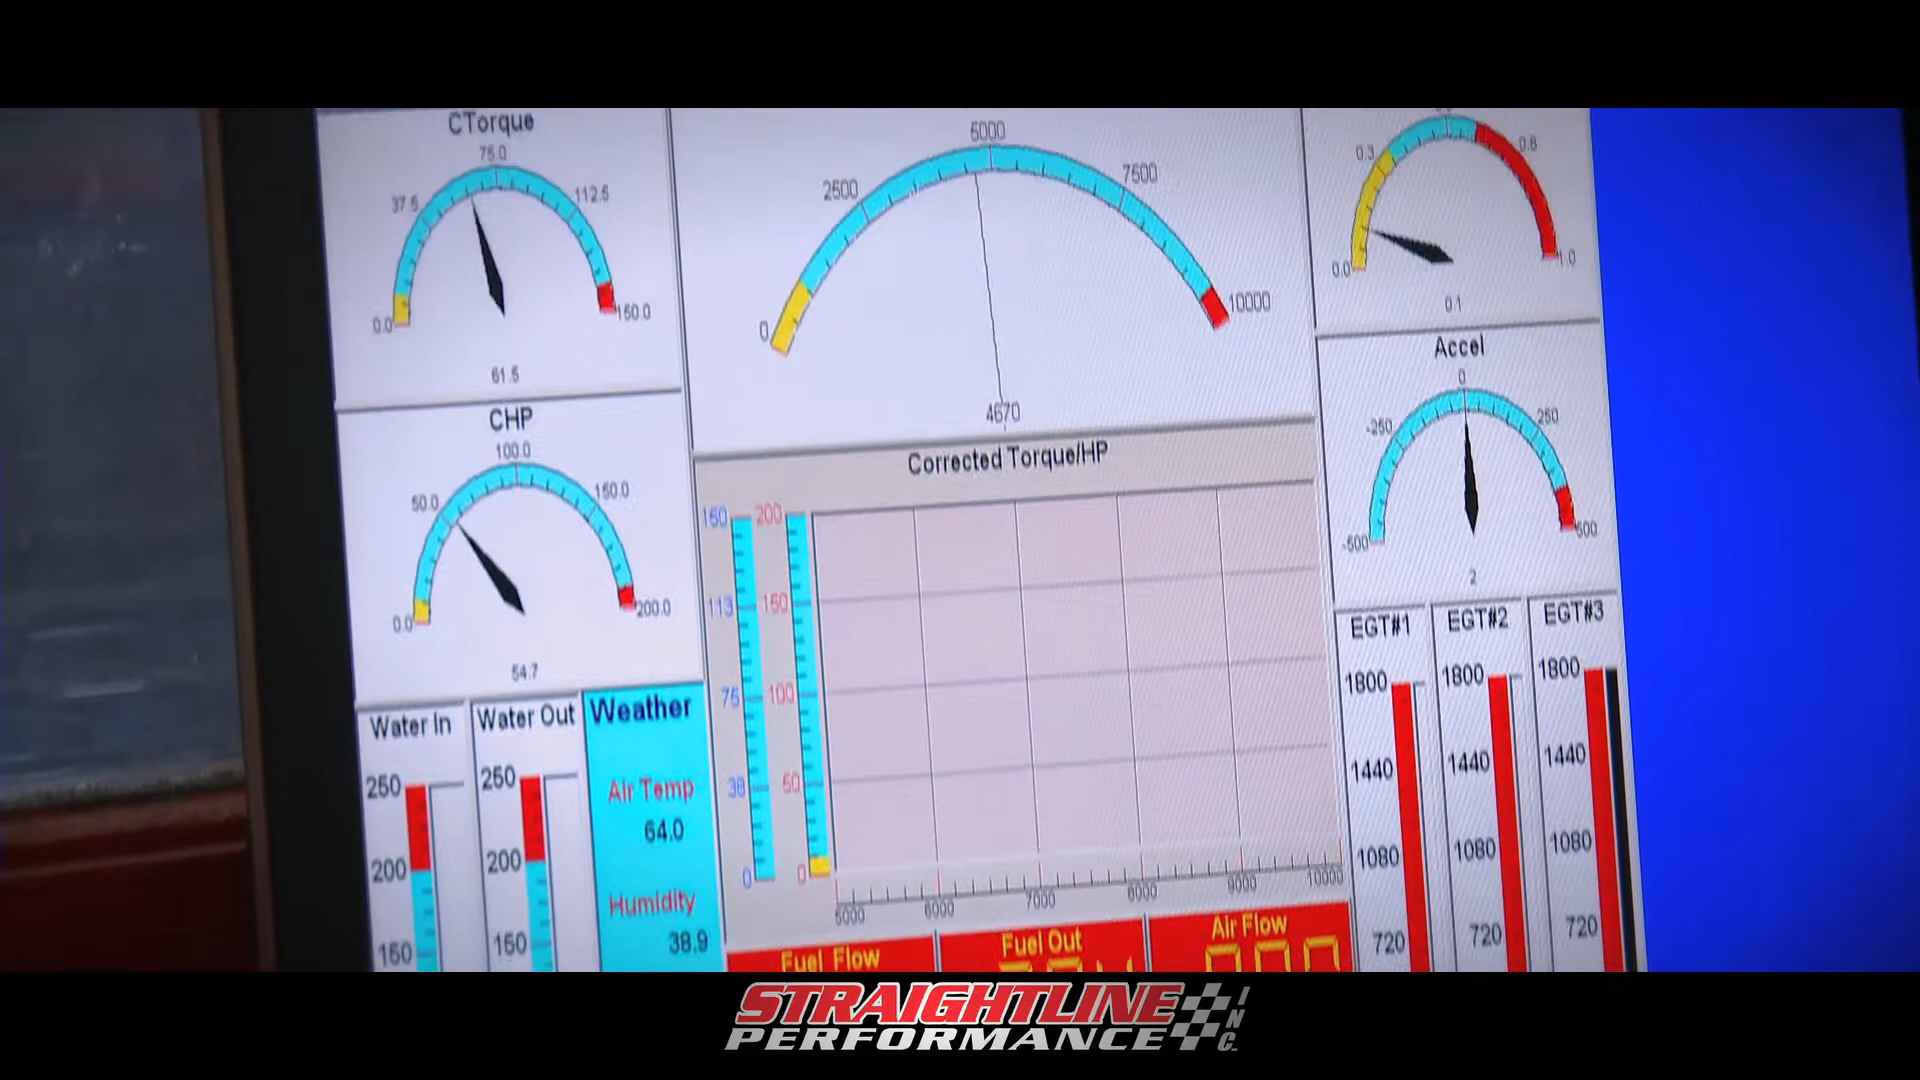 CTorque
75.0
37.5
112.5
0.0
150.0
61.5
CHP
100.0
50.0
150.0
0.0
200.0
54.7
Water In
250
200
150
Water Out
250
200
150
Weather
Air Temp
64.0
Humidity
38.9
5000
2500
7500
0
10000
4670
Corrected Torque/HP
150 200
113 150
75 100
38 50
0 0
5000 6000 7000 8000 9000 10000
Fuel Flow
Fuel Out
Air Flow
0.3
0.8
0.0
1.0
0.1
Accel
0
-250
250
-500
500
2
EGT#1
1800
1440
1080
720
EGT#2
1800
1440
1080
720
EGT#3
1800
1440
1080
720
STRAIGHTLINE
PERFORMANCE
INC.